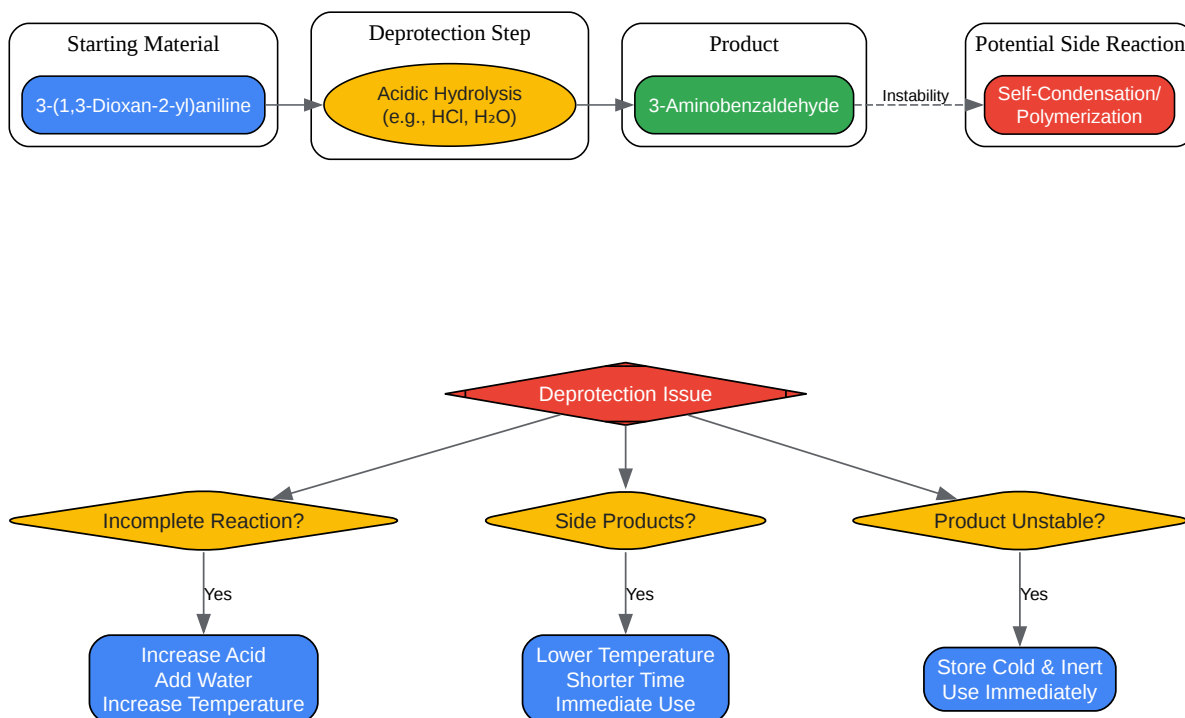 Starting Material
Deprotection Step
Product
Potential Side Reaction
3-(1,3-Dioxan-2-yl)aniline
Acidic Hydrolysis
(e.g., HCl, H₂O)
3-Aminobenzaldehyde
Instability
Self-Condensation/
Polymerization
Deprotection Issue
Incomplete Reaction?
Side Products?
Product Unstable?
Yes
Yes
Yes
Increase Acid
Add Water
Increase Temperature
Lower Temperature
Shorter Time
Immediate Use
Store Cold & Inert
Use Immediately